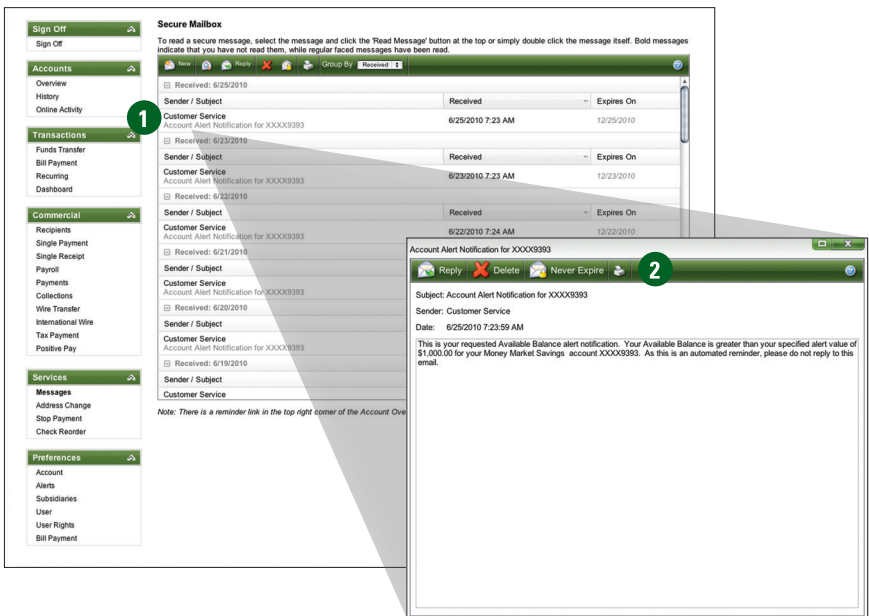 Sign Off
Sign Off
Accounts
Overview
History
Online Activity
Transactions
Funds Transfer
Bill Payment
Recurring
Dashboard
Commercial
Recipients
Single Payment
Single Receipt
Payroll
Payments
Collections
Wire Transfer
International Wire
Tax Payment
Positive Pay
Services
Messages
Address Change
Stop Payment
Check Reorder
Preferences
Account
Alerts
Subsidiaries
User
User Rights
Bill Payment
Secure Mailbox
To read a secure message, select the message and click the 'Read Message' button at the top or simply double click the message itself. Bold messages
indicate that you have not read them, while regular faced messages have been read.
New Reply Group By Received
Received: 6/25/2010
Sender / Subject Received Expires On
1
Customer Service 6/25/2010 7:23 AM 12/25/2010
Account Alert Notification for XXXX9393
Received: 6/23/2010
Sender / Subject Received Expires On
Customer Service 6/23/2010 7:23 AM 12/23/2010
Account Alert Notification for XXXX9393
Received: 6/22/2010
Sender / Subject Received Expires On
Customer Service 6/22/2010 7:24 AM 12/22/2010
Account Alert Notification for XXXX9393
Received: 6/21/2010
Sender / Subject
Customer Service
Account Alert Notification for XXXX9393
Received: 6/20/2010
Sender / Subject
Customer Service
Account Alert Notification for XXXX9393
Received: 6/19/2010
Sender / Subject
Customer Service
Note: There is a reminder link in the top right corner of the Account Ove
Account Alert Notification for XXXX9393
Reply Delete Never Expire
2
Subject: Account Alert Notification for XXXX9393
Sender: Customer Service
Date: 6/25/2010 7:23:59 AM
This is your requested Available Balance alert notification. Your Available Balance is greater than your specified alert value of
$1,000.00 for your Money Market Savings account XXXX9393. As this is an automated reminder, please do not reply to this
email.